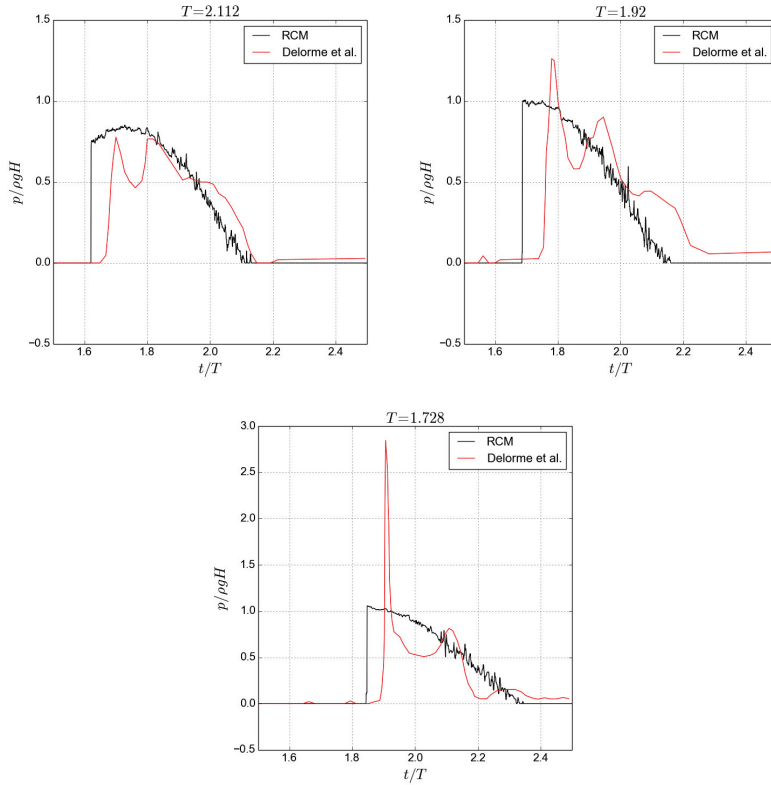 T=2.112
RCM
Delorme et al.
1.5
1.0
0.5
0.0
−0.5
p/ρgH
1.6 1.8 2.0 2.2 2.4
t/T
T=1.92
RCM
Delorme et al.
1.5
1.0
0.5
0.0
−0.5
p/ρgH
1.6 1.8 2.0 2.2 2.4
t/T
T=1.728
RCM
Delorme et al.
3.0
2.5
2.0
1.5
1.0
0.5
0.0
−0.5
p/ρgH
1.6 1.8 2.0 2.2 2.4
t/T